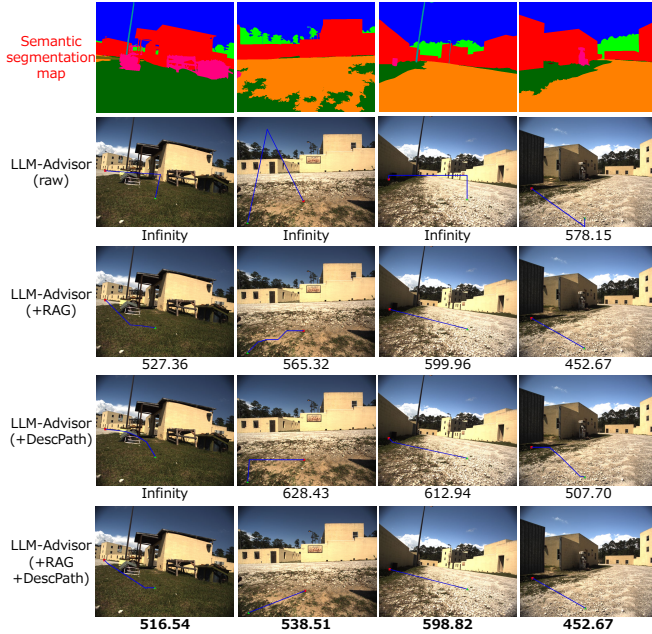 Semantic
segmentation
map
LLM-Advisor
(raw)
Infinity
Infinity
Infinity
578.15
LLM-Advisor
(+RAG)
527.36
565.32
599.96
452.67
LLM-Advisor
(+DescPath)
Infinity
628.43
612.94
507.70
LLM-Advisor
(+RAG
+DescPath)
516.54
538.51
598.82
452.67